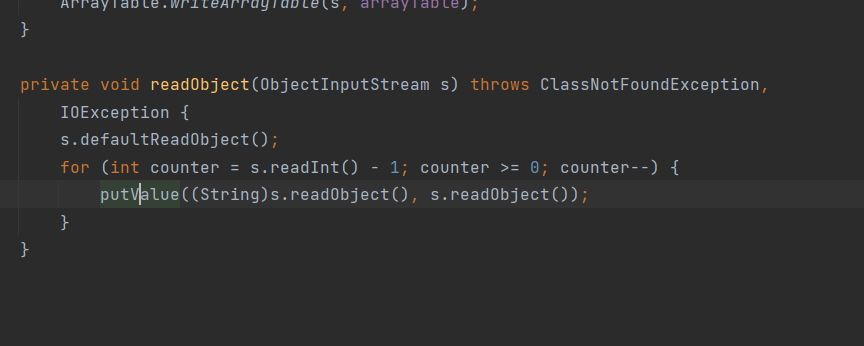 ArrayTable.writeArrayTable(s, arrayTable);
}
private void readObject(ObjectInputStream s) throws ClassNotFoundException,
IOException {
s.defaultReadObject();
for (int counter = s.readInt() - 1; counter >= 0; counter--) {
putValue((String)s.readObject(), s.readObject());
}
}